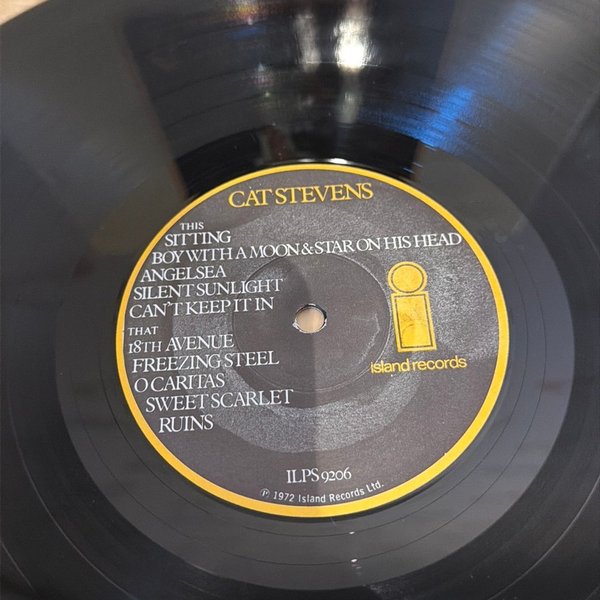 CAT STEVENS
THIS
SITTING
BOY WITH A MOON & STAR ON HIS HEAD
ANGELSEA
SILENT SUNLIGHT
CAN'T KEEP IT IN
THAT
18TH AVENUE
FREEZING STEEL
O CARITAS
SWEET SCARLET
RUINS
island records
ILPS 9206
℗ 1972 Island Records Ltd.